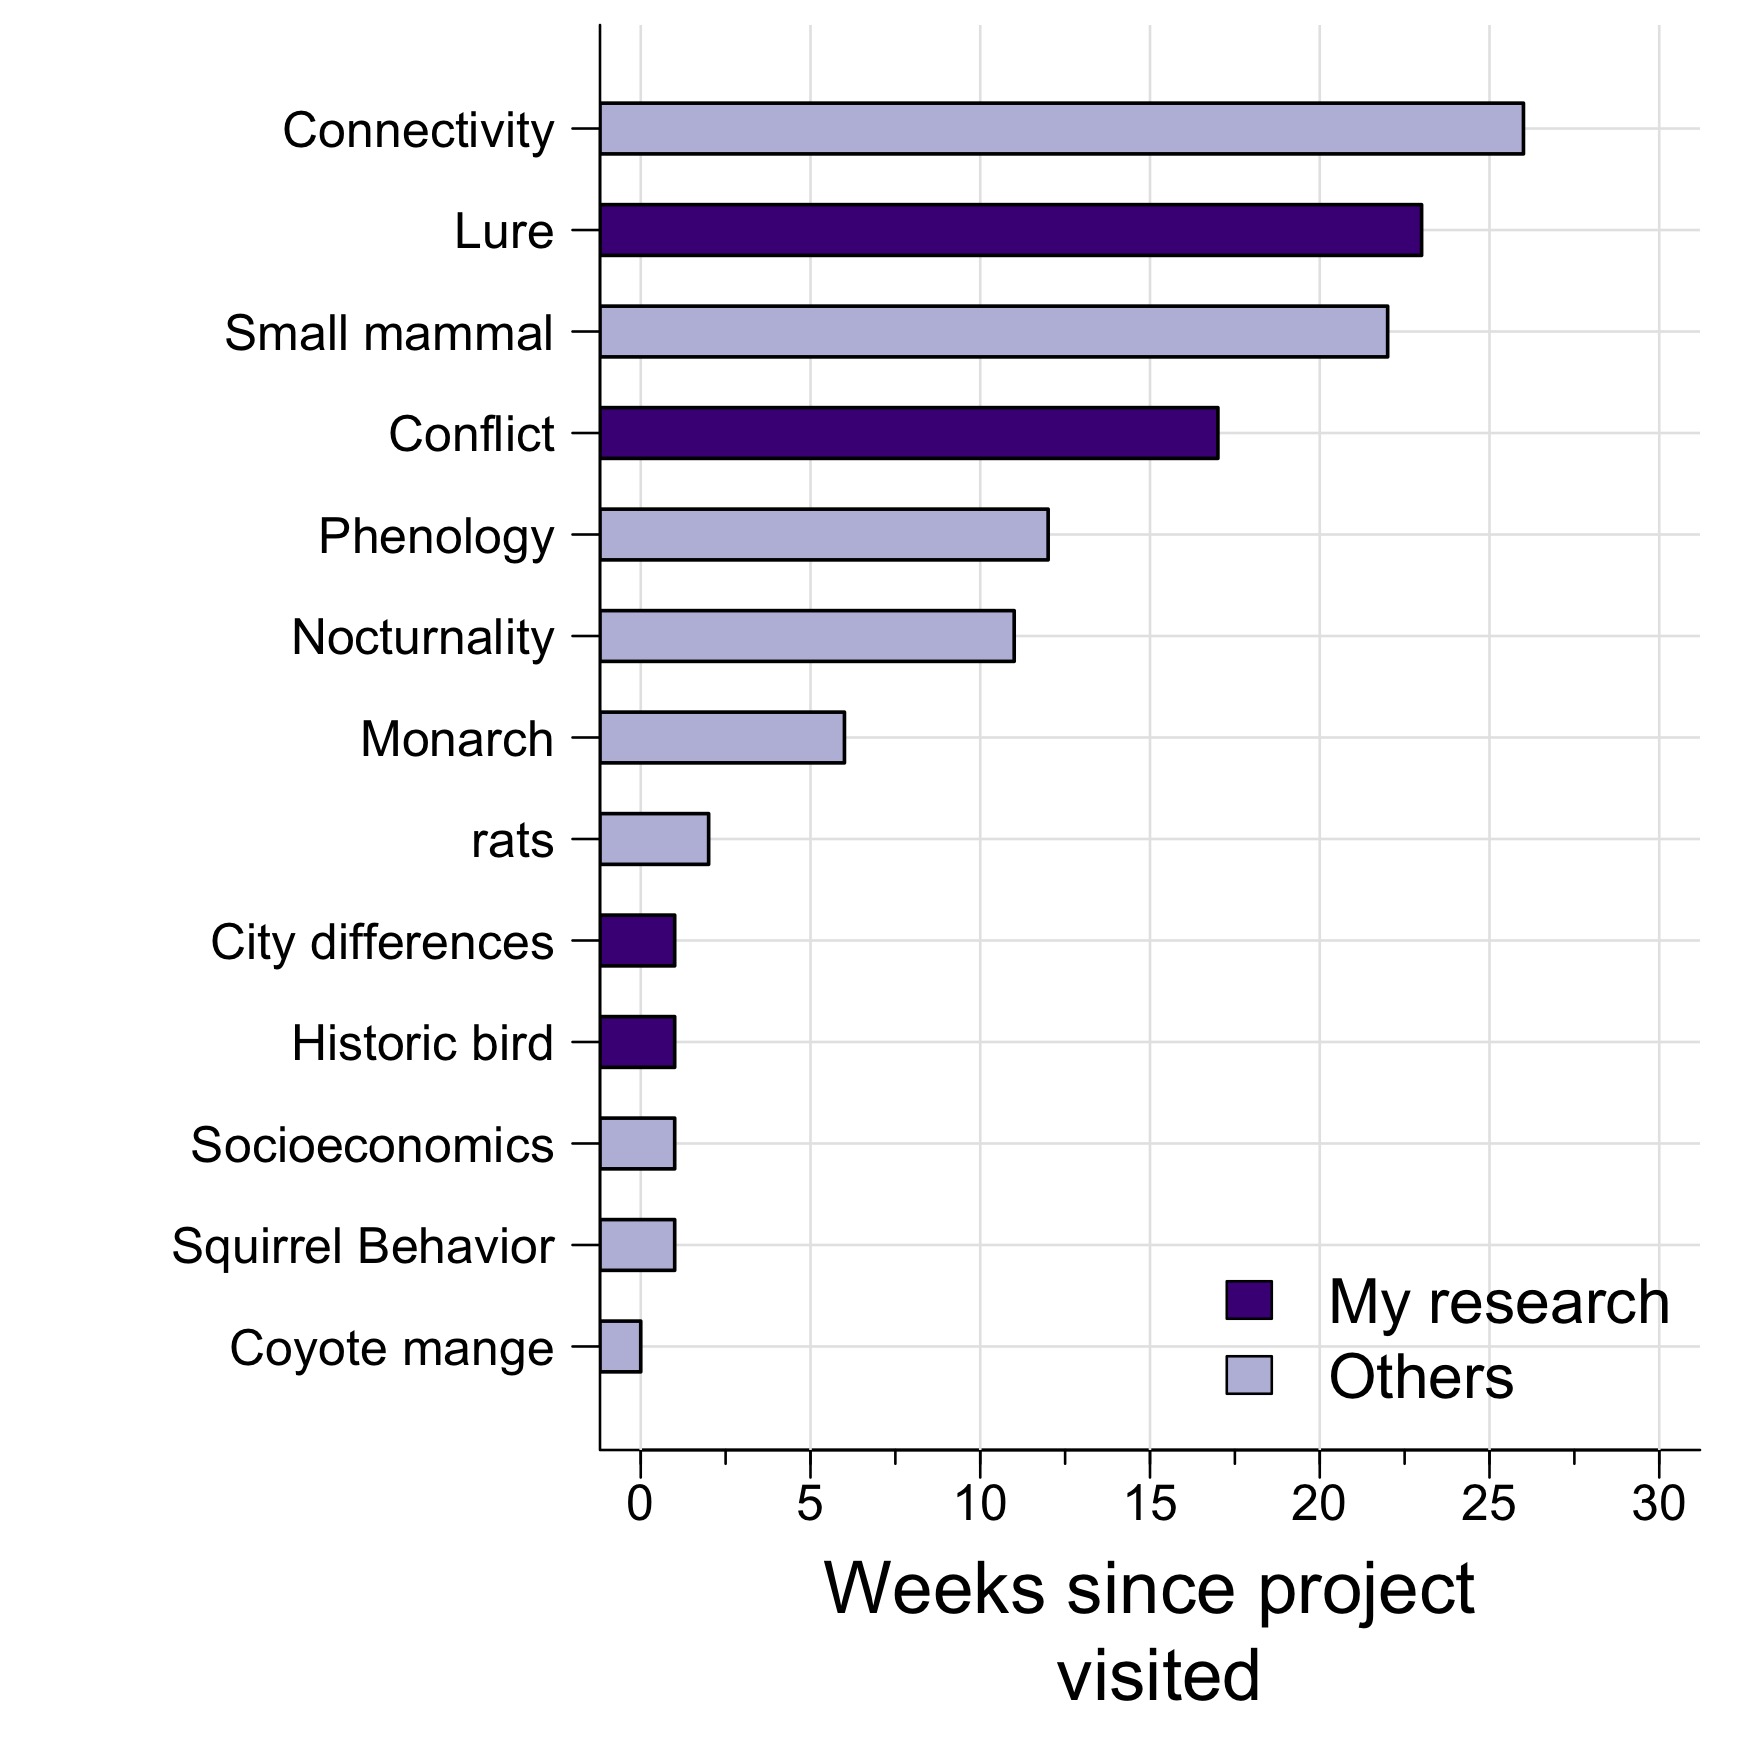 Connectivity
Lure
Small mammal
Conflict
Phenology
Nocturnality
Monarch
rats
City differences
Historic bird
Socioeconomics
Squirrel Behavior
Coyote mange
My research
Others
0 5 10 15 20 25 30
Weeks since project
visited